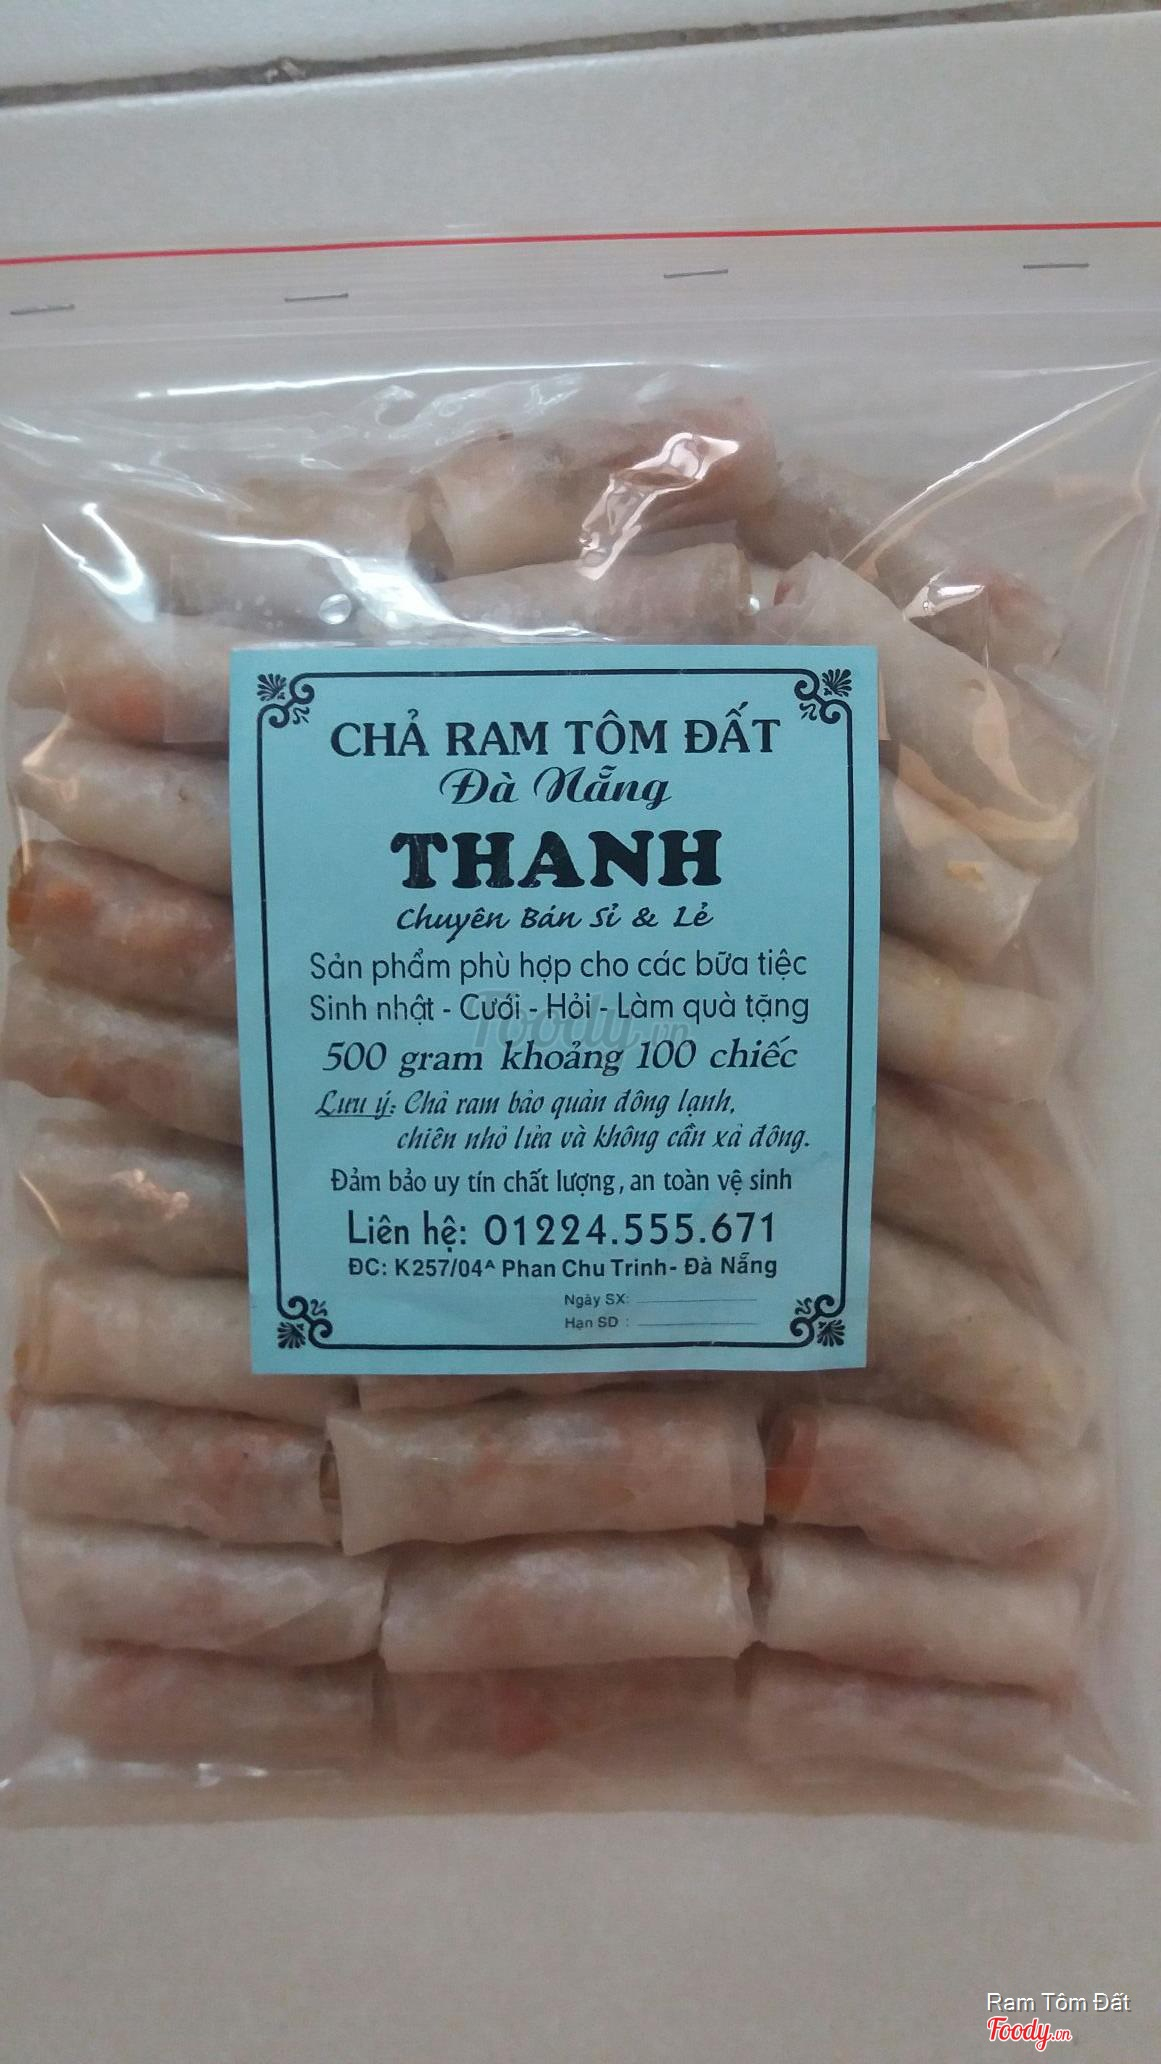 CHẢ RAM TÔM ĐẤT
Đà Nẵng
THANH
Chuyên Bán Sỉ & Lẻ
Sản phẩm phù hợp cho các bữa tiệc
Sinh nhật - Cưới - Hỏi - Làm quà tặng
Foody.vn
500 gram khoảng 100 chiếc
Lưu ý: Chả ram bảo quản đông lạnh,
chiên nhỏ lửa và không cần xả đông.
Đảm bảo uy tín chất lượng, an toàn vệ sinh
Liên hệ: 01224.555.671
ĐC: K257/04ᴬ Phan Chu Trinh- Đà Nẵng
Ngày SX:
Hạn SD :
Ram Tôm Đất
Foody.vn